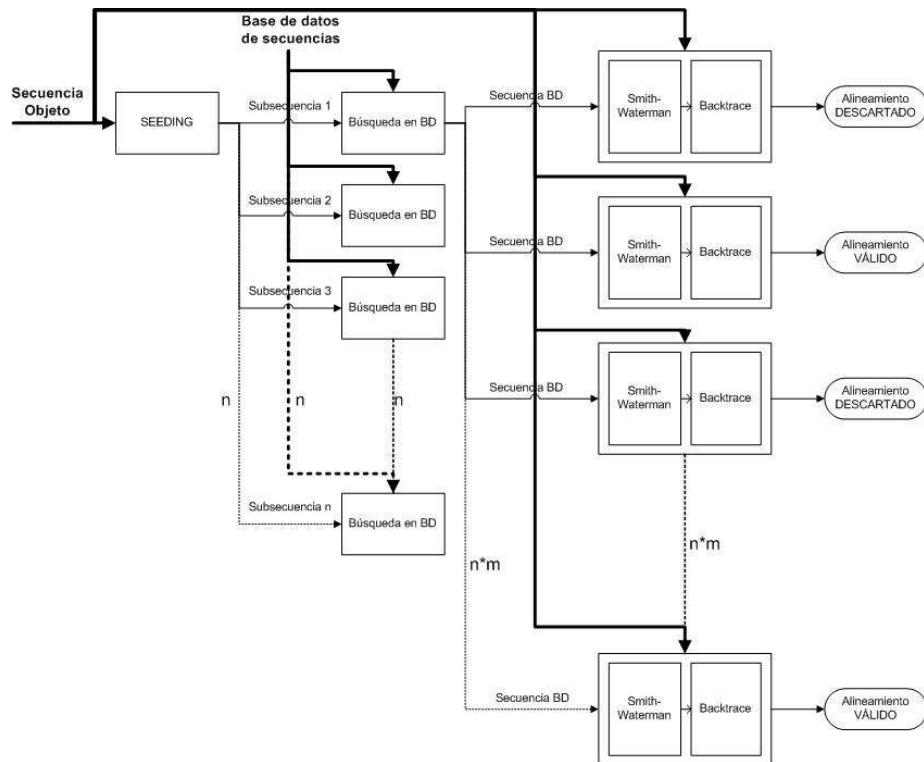 Base de datos
de secuencias
Secuencia
Objeto
SEEDING
Subsecuencia 1
Búsqueda en BD
Subsecuencia 2
Búsqueda en BD
Subsecuencia 3
Búsqueda en BD
n
n
n
Subsecuencia n
Búsqueda en BD
Secuencia BD
Smith-
Waterman
Backtrace
Alineamiento
DESCARTADO
Secuencia BD
Smith-
Waterman
Backtrace
Alineamiento
VÁLIDO
Secuencia BD
Smith-
Waterman
Backtrace
Alineamiento
DESCARTADO
n*m
n*m
Secuencia BD
Smith-
Waterman
Backtrace
Alineamiento
VÁLIDO